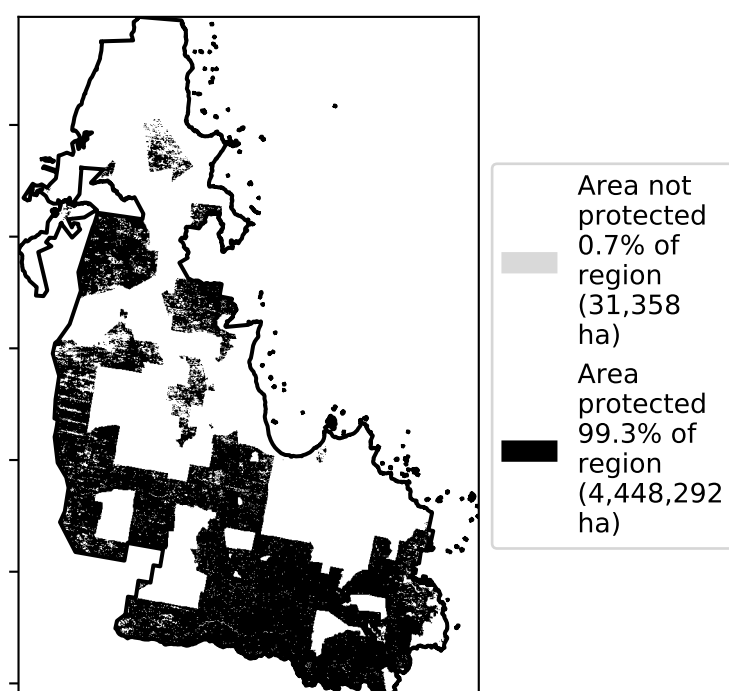 Area not
protected
0.7% of
region
(31,358
ha)
Area
protected
99.3% of
region
(4,448,292
ha)